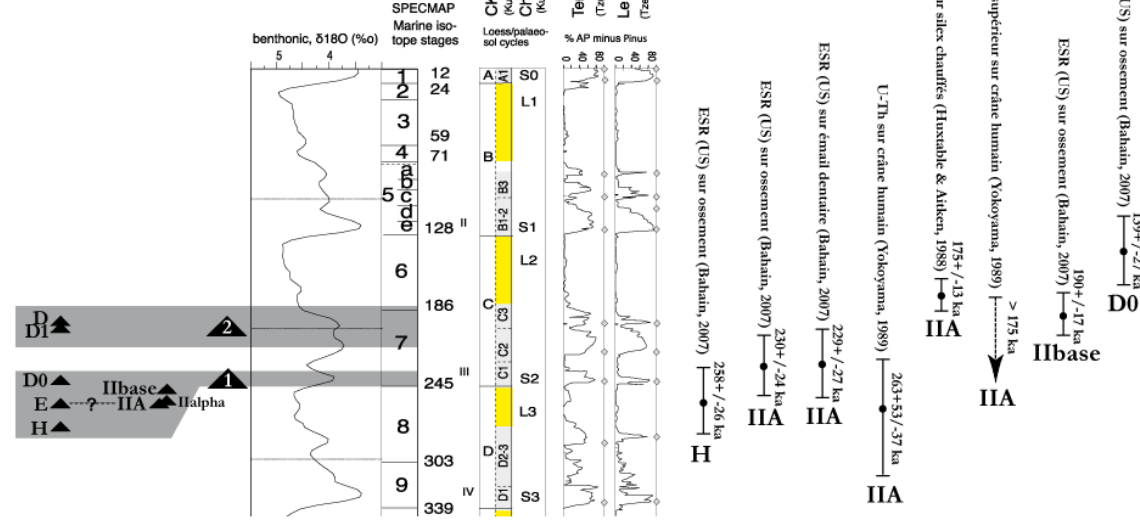 SPECMAP
Marine iso-
tope stages
benthonic, δ18O (%o)
5 4
Loess/palaeo-
sol cycles
% AP minus Pinus
0 40 80 0 40 80
1 12
2 24
3
59
4 71
a
b
5 c
d
e 128
6
186
7
245
8
303
9
339
II
III
IV
A
B
C
D
A1
B3
B1-2
C3
C2
C1
D2-3
D1
S0
L1
S1
L2
S2
L3
S3
D
D1
2
D0
1
IIbase
E ? IIA IIalpha
H
ESR (US) sur ossement (Bahain, 2007)
258+/-26 ka
H
ESR (US) sur ossement (Bahain, 2007)
230+/-24 ka
IIA
ESR (US) sur émail dentaire (Bahain, 2007)
229+/-27 ka
IIA
U-Th sur crâne humain (Yokoyama, 1989)
263+53/-37 ka
IIA
silex chauffés (Huxtable & Aitken, 1988)
175+/-13 ka
IIA
supérieur sur crâne humain (Yokoyama, 1989)
> 175 ka
IIA
ESR (US) sur ossement (Bahain, 2007)
190+/-17 ka
IIbase
US) sur ossement (Bahain, 2007)
D0